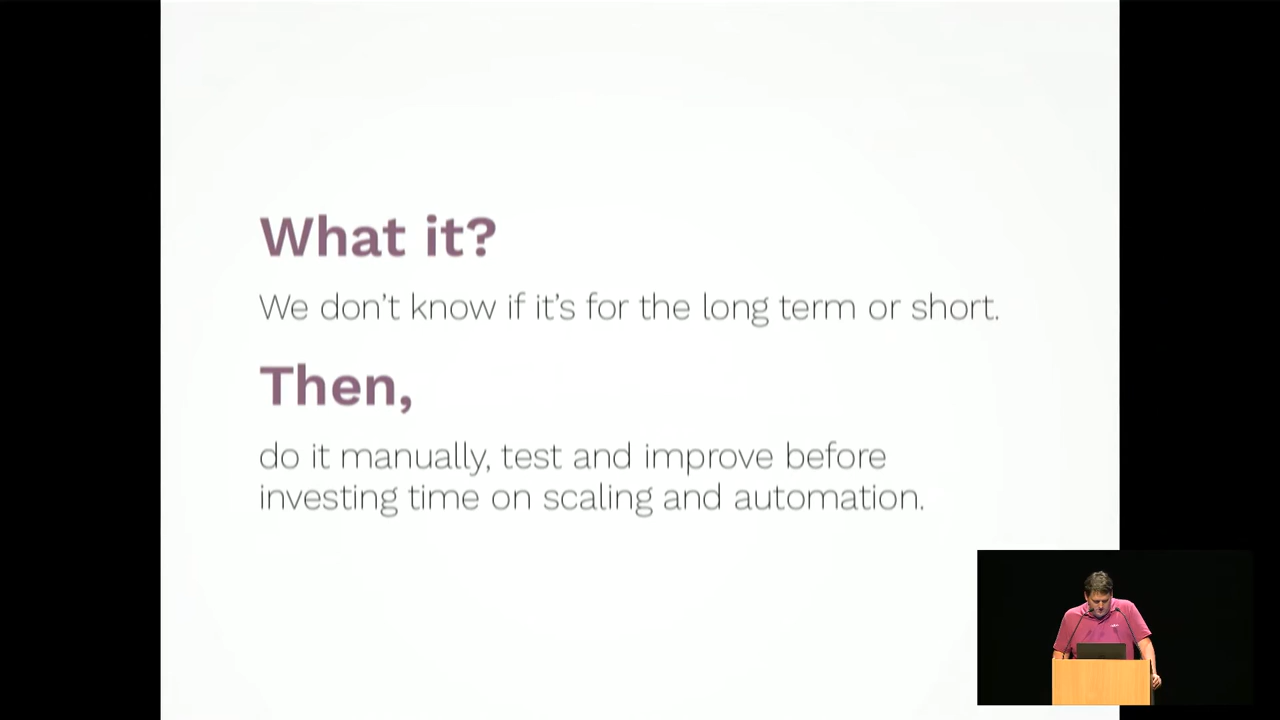 What it?
We don't know if it's for the long term or short.
Then,
do it manually, test and improve before
investing time on scaling and automation.